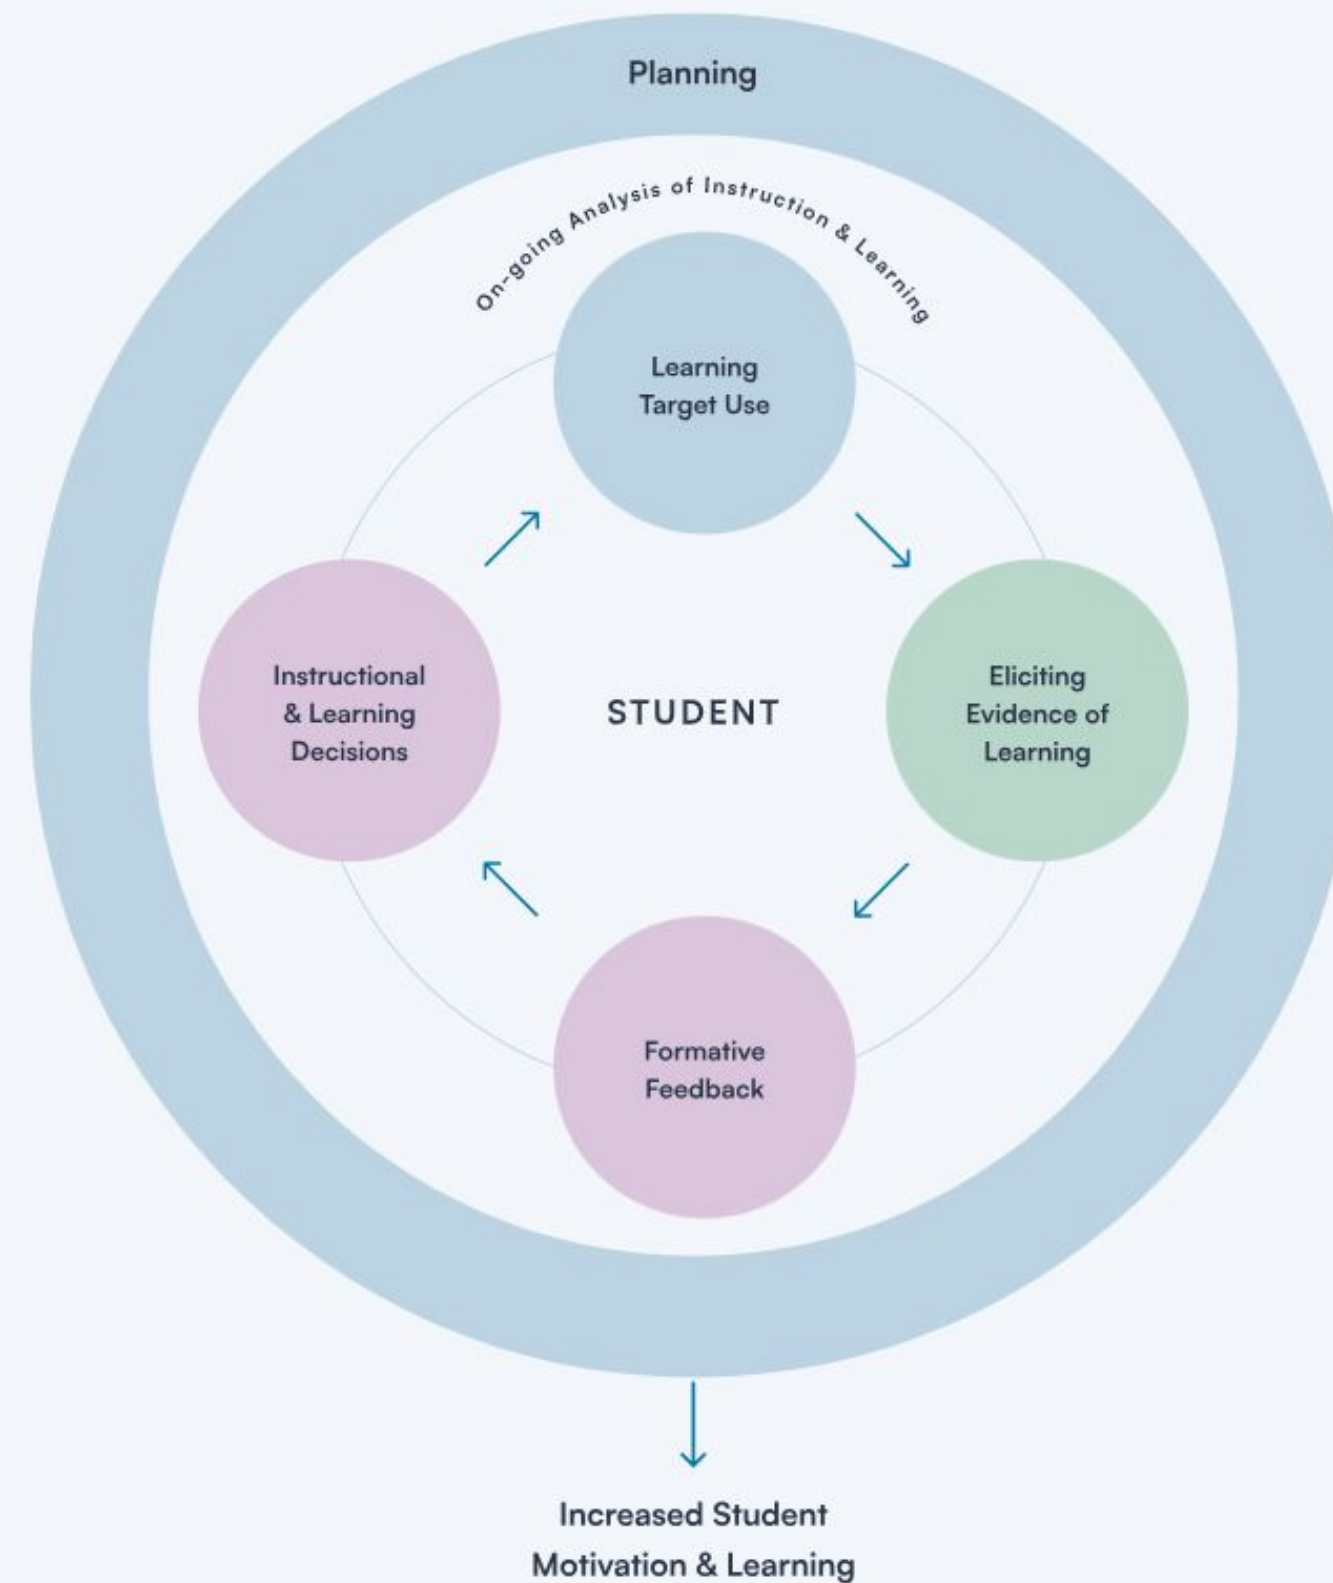 Planning
On-going Analysis of Instruction & Learning
Learning
Target Use
Instructional
& Learning
Decisions
STUDENT
Eliciting
Evidence of
Learning
Formative
Feedback
Increased Student
Motivation & Learning